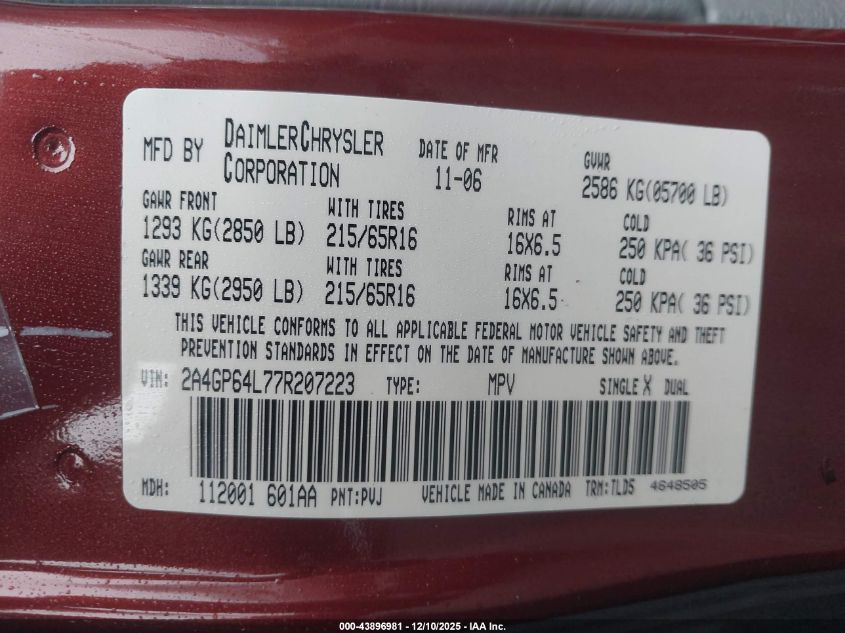 MFD BY DAIMLERCHRYSLER CORPORATION DATE OF MFR 11-06 GVWR 2586 KG(05700 LB)
GAWR FRONT WITH TIRES RIMS AT COLD
1293 KG(2850 LB) 215/65R16 16X6.5 250 KPA( 36 PSI)
GAWR REAR WITH TIRES RIMS AT COLD
1339 KG(2950 LB) 215/65R16 16X6.5 250 KPA( 36 PSI)
THIS VEHICLE CONFORMS TO ALL APPLICABLE FEDERAL MOTOR VEHICLE SAFETY AND THEFT
PREVENTION STANDARDS IN EFFECT ON THE DATE OF MANUFACTURE SHOWN ABOVE.
VIN: 2A4GP64L77R207223 TYPE: MPV SINGLE X DUAL
MDH: 112001 601AA PNT:PVJ VEHICLE MADE IN CANADA TRM:TLD5 4648505
000-43896981 - 12/10/2025 - IAA Inc.